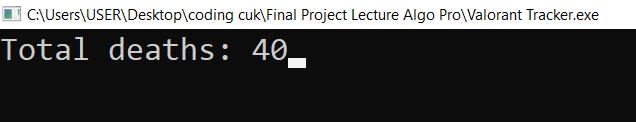 C:\Users\USER\Desktop\coding cuk\Final Project Lecture Algo Pro\Valorant Tracker.exe
Total deaths: 40